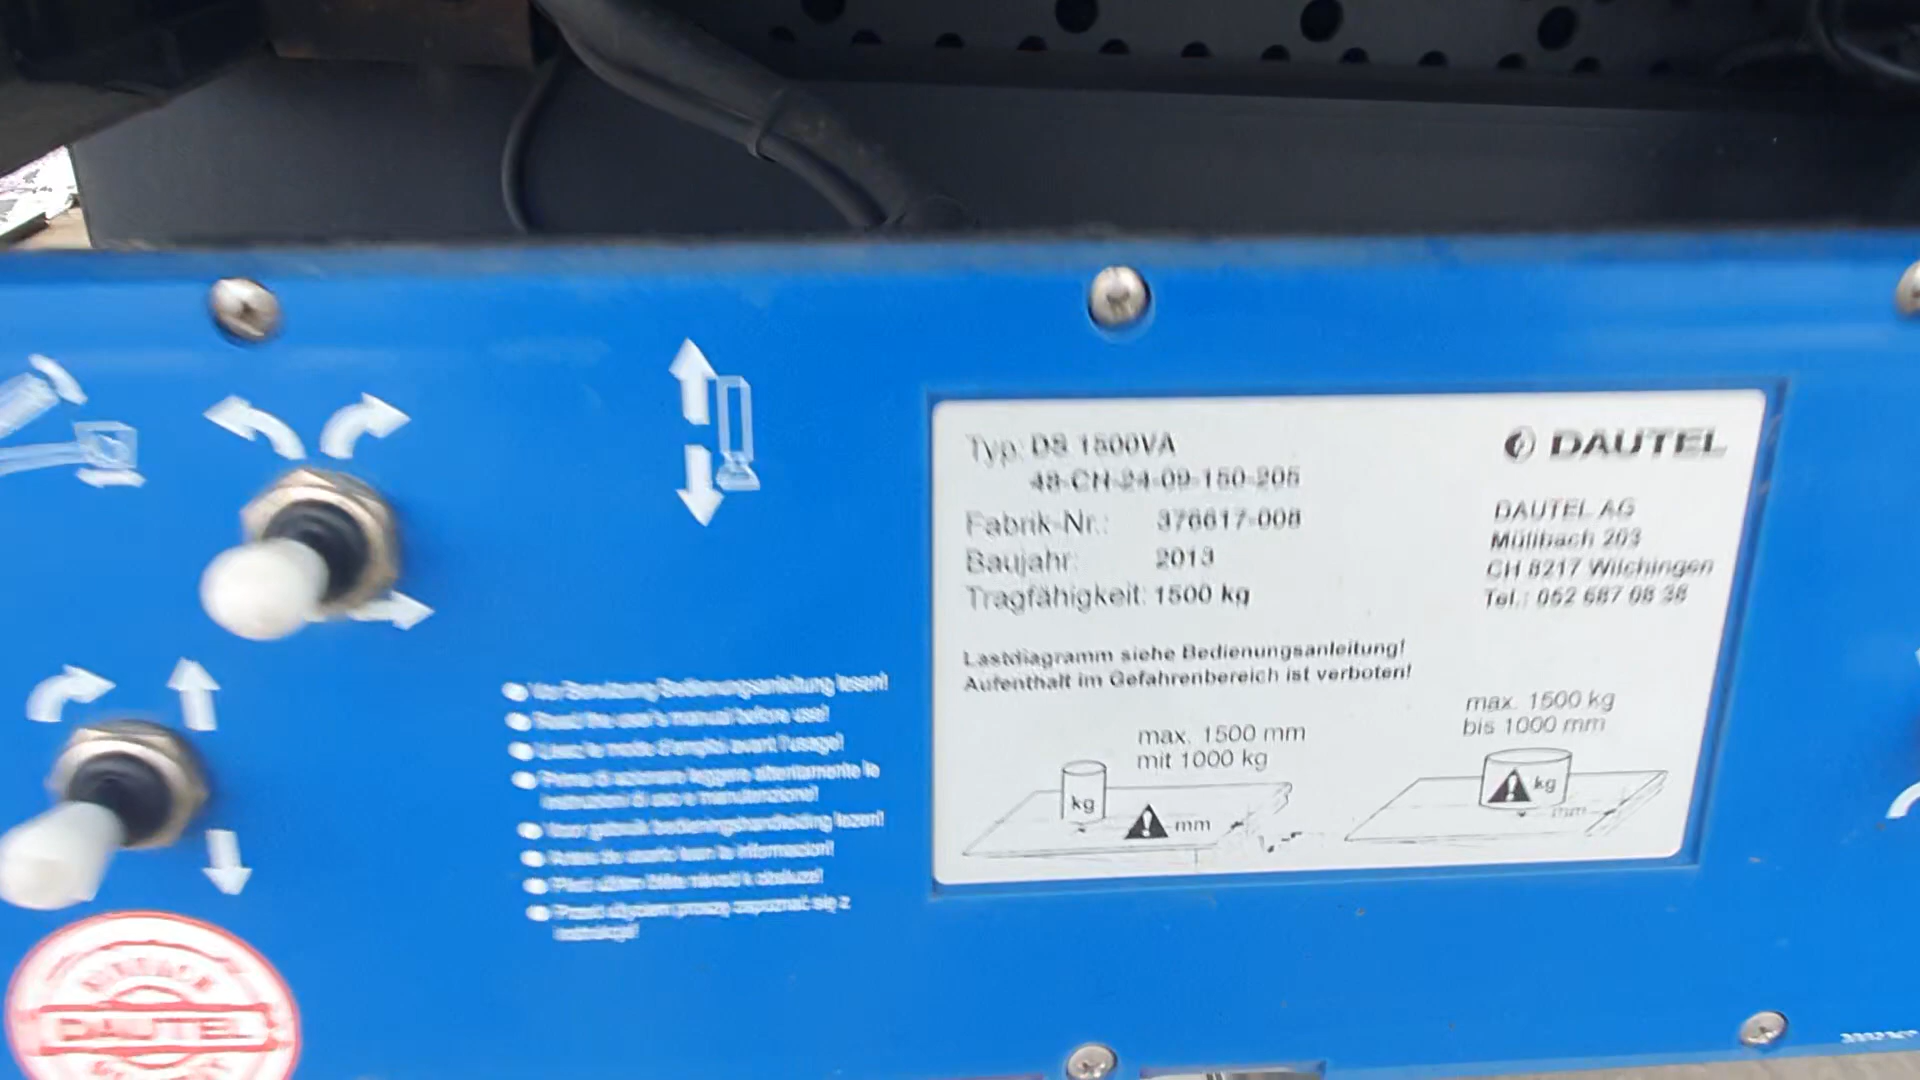 Typ: DS 1500VA
48-CH-24-09-150-205
Fabrik-Nr.: 376617-008
Baujahr: 2013
Tragfähigkeit: 1500 kg
DAUTEL
DAUTEL AG
Müllbach 203
CH 8217 Wilchingen
Tel.: 052 687 08 38
Lastdiagramm siehe Bedienungsanleitung!
Aufenthalt im Gefahrenbereich ist verboten!
max. 1500 mm
mit 1000 kg
kg
mm
max. 1500 kg
bis 1000 mm
kg
mm
Vor Benutzung Bedienungsanleitung lesen!
Read the user's manual before use!
Lisez le mode d'emploi avant l'usage!
Prima di azionare leggere attentamente le
istruzioni di uso e manutenzione!
Voor gebruik bedieningshandleiding lezen!
DAUTEL